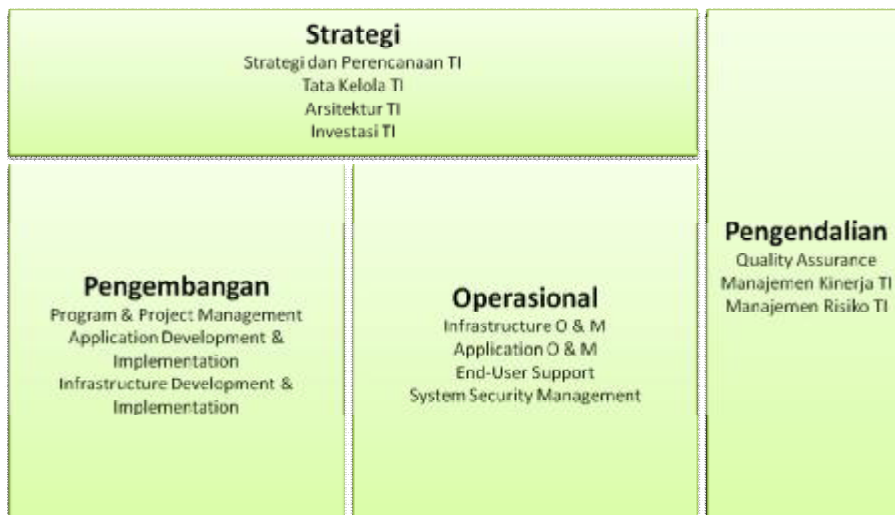 Strategi
Strategi dan Perencanaan TI
Tata Kelola TI
Arsitektur TI
Investasi TI
Pengembangan
Program & Project Management
Application Development &
Implementation
Infrastructure Development &
Implementation
Operasional
Infrastructure O & M
Application O & M
End-User Support
System Security Management
Pengendalian
Quality Assurance
Manajemen Kinerja TI
Manajemen Risiko TI